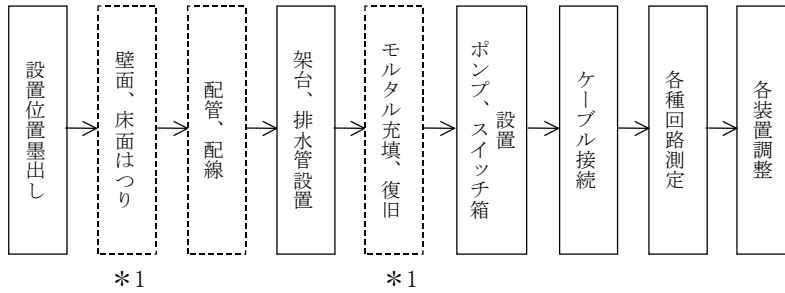 設置位置墨出し
壁面、床面はつり
配管、配線
架台、排水管設置
モルタル充填、復旧
ポンプ、スイッチ箱
設置
ケーブル接続
各種回路測定
各装置調整
*1
*1